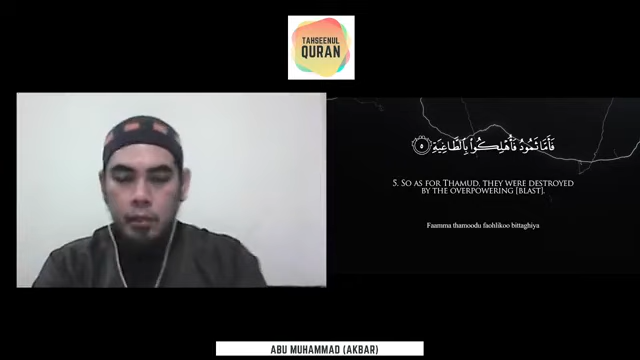 TAHSEENUL
QURAN
فَأَمَّا ثَمُودُ فَأُهْلِكُوا۟ بِٱلطَّاغِيَةِ ٥
5. So as for Thamud, they were destroyed
by the overpowering [blast].
Faamma thamoodu faohlikoo bittaghiya
ABU MUHAMMAD (AKBAR)